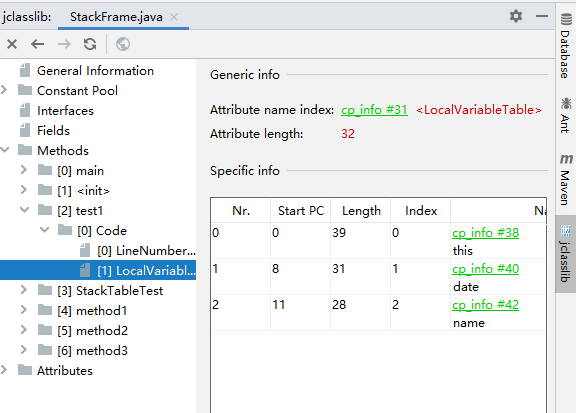 jclasslib:
StackFrame.java
General Information
Constant Pool
Interfaces
Fields
Methods
[0] main
[1] <init>
[2] test1
[0] Code
[0] LineNumber...
[1] LocalVariabl...
[3] StackTableTest
[4] method1
[5] method2
[6] method3
Attributes
Generic info
Attribute name index: cp_info #31 <LocalVariableTable>
Attribute length: 32
Specific info
Nr. Start PC Length Index Na
0 0 39 0 cp_info #38
this
1 8 31 1 cp_info #40
date
2 11 28 2 cp_info #42
name
Database
Ant
Maven
jclasslib